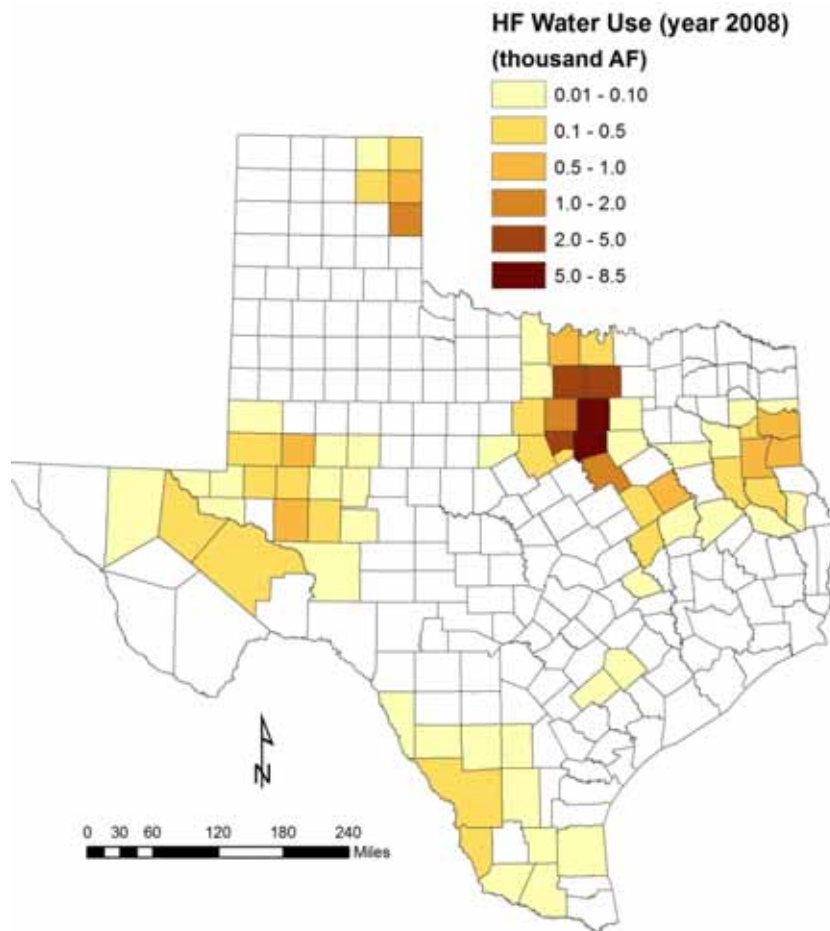 HF Water Use (year 2008)
(thousand AF)
0.01 - 0.10
0.1 - 0.5
0.5 - 1.0
1.0 - 2.0
2.0 - 5.0
5.0 - 8.5
N
0 30 60 120 180 240
Miles